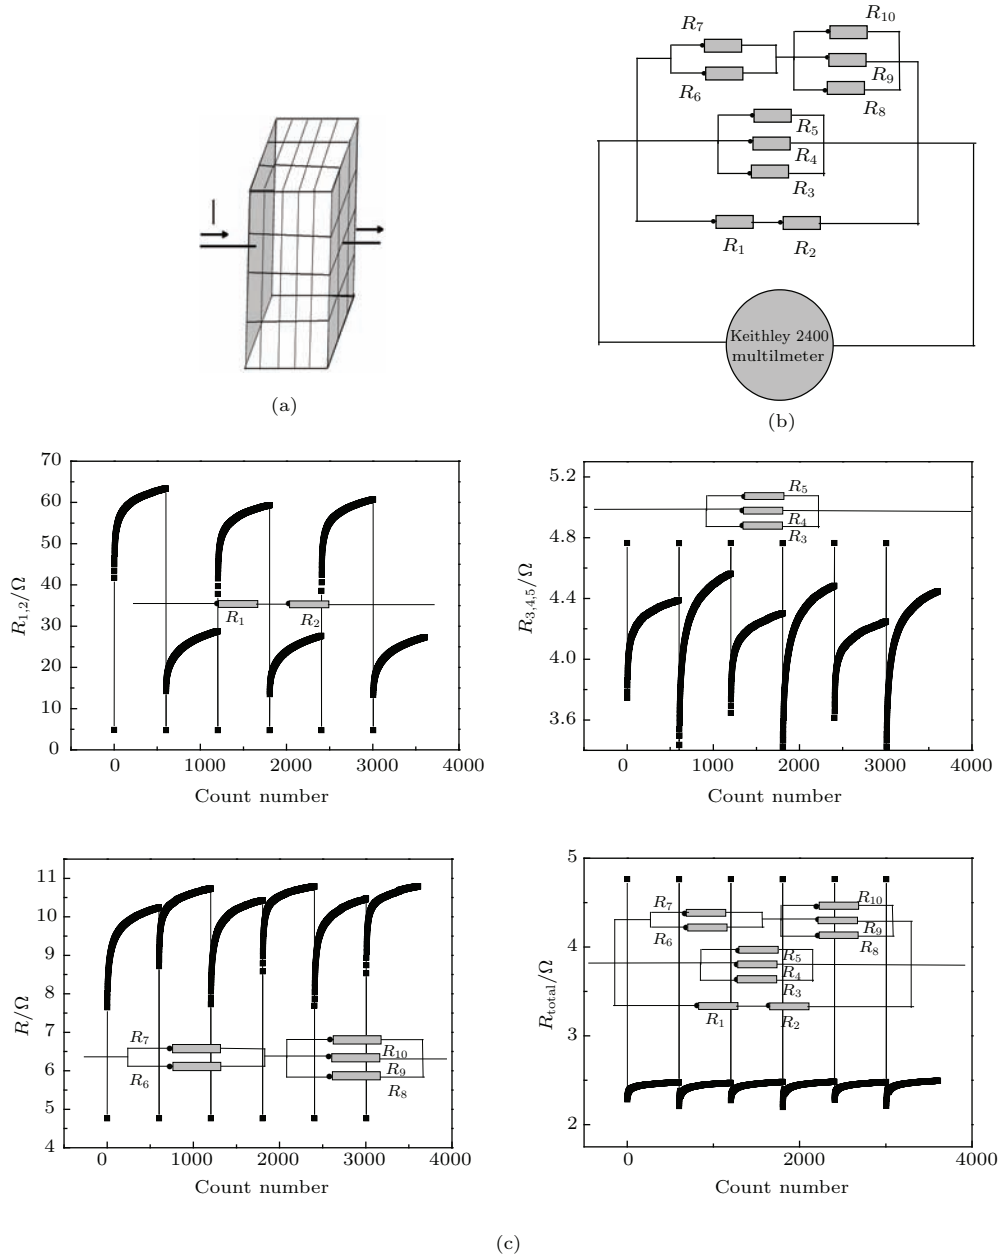 (a)
R7
R6
R10
R9
R8
R5
R4
R3
R1
R2
Keithley 2400
multilmeter
(b)
R1,2/Ω
70
60
50
40
30
20
10
0
R1
R2
0
1000
2000
3000
4000
Count number
R3,4,5/Ω
5.2
4.8
4.4
4.0
3.6
R5
R4
R3
0
1000
2000
3000
4000
Count number
R/Ω
11
10
9
8
7
6
5
4
R7
R6
R10
R9
R8
0
1000
2000
3000
4000
Count number
Rtotal/Ω
5
4
3
2
R7
R6
R10
R9
R8
R5
R4
R3
R1
R2
0
2000
4000
Count number
(c)